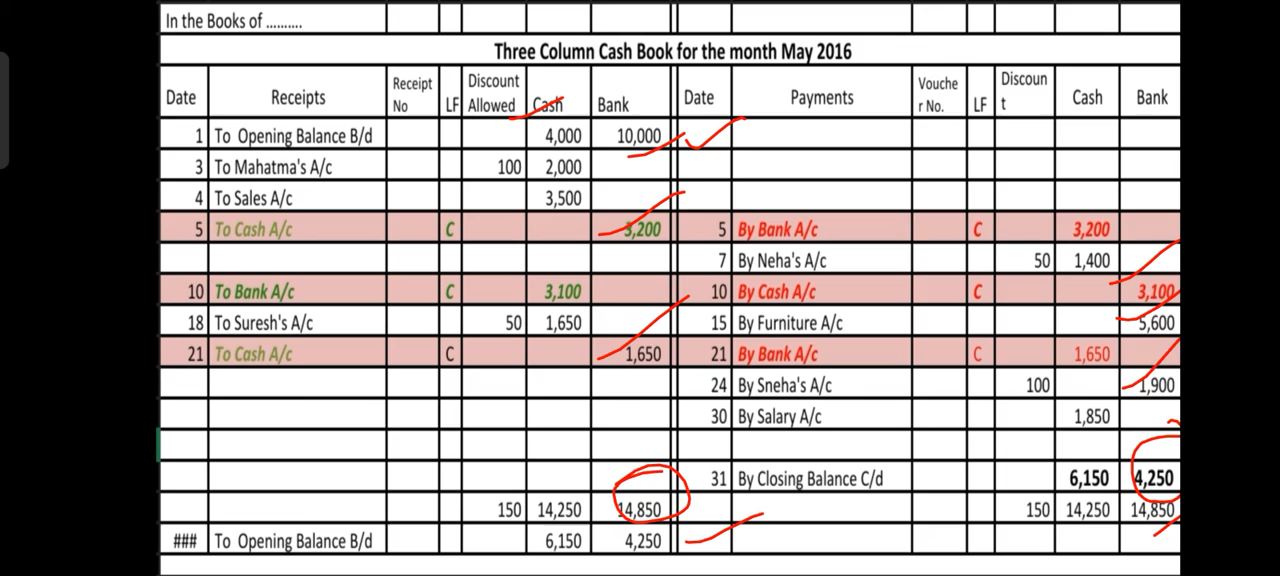 In the Books of ..........
Three Column Cash Book for the month May 2016
Date Receipts Receipt No LF Discount Allowed Cash Bank Date Payments Vouche r No. LF Discoun t Cash Bank
1 To Opening Balance B/d 4,000 10,000
3 To Mahatma's A/c 100 2,000
4 To Sales A/c 3,500
5 To Cash A/c C 3,200 5 By Bank A/c C 3,200
7 By Neha's A/c 50 1,400
10 To Bank A/c C 3,100 10 By Cash A/c C 3,100
18 To Suresh's A/c 50 1,650 15 By Furniture A/c 5,600
21 To Cash A/c C 1,650 21 By Bank A/c C 1,650
24 By Sneha's A/c 100 1,900
30 By Salary A/c 1,850
31 By Closing Balance C/d 6,150 4,250
150 14,250 14,850 150 14,250 14,850
### To Opening Balance B/d 6,150 4,250